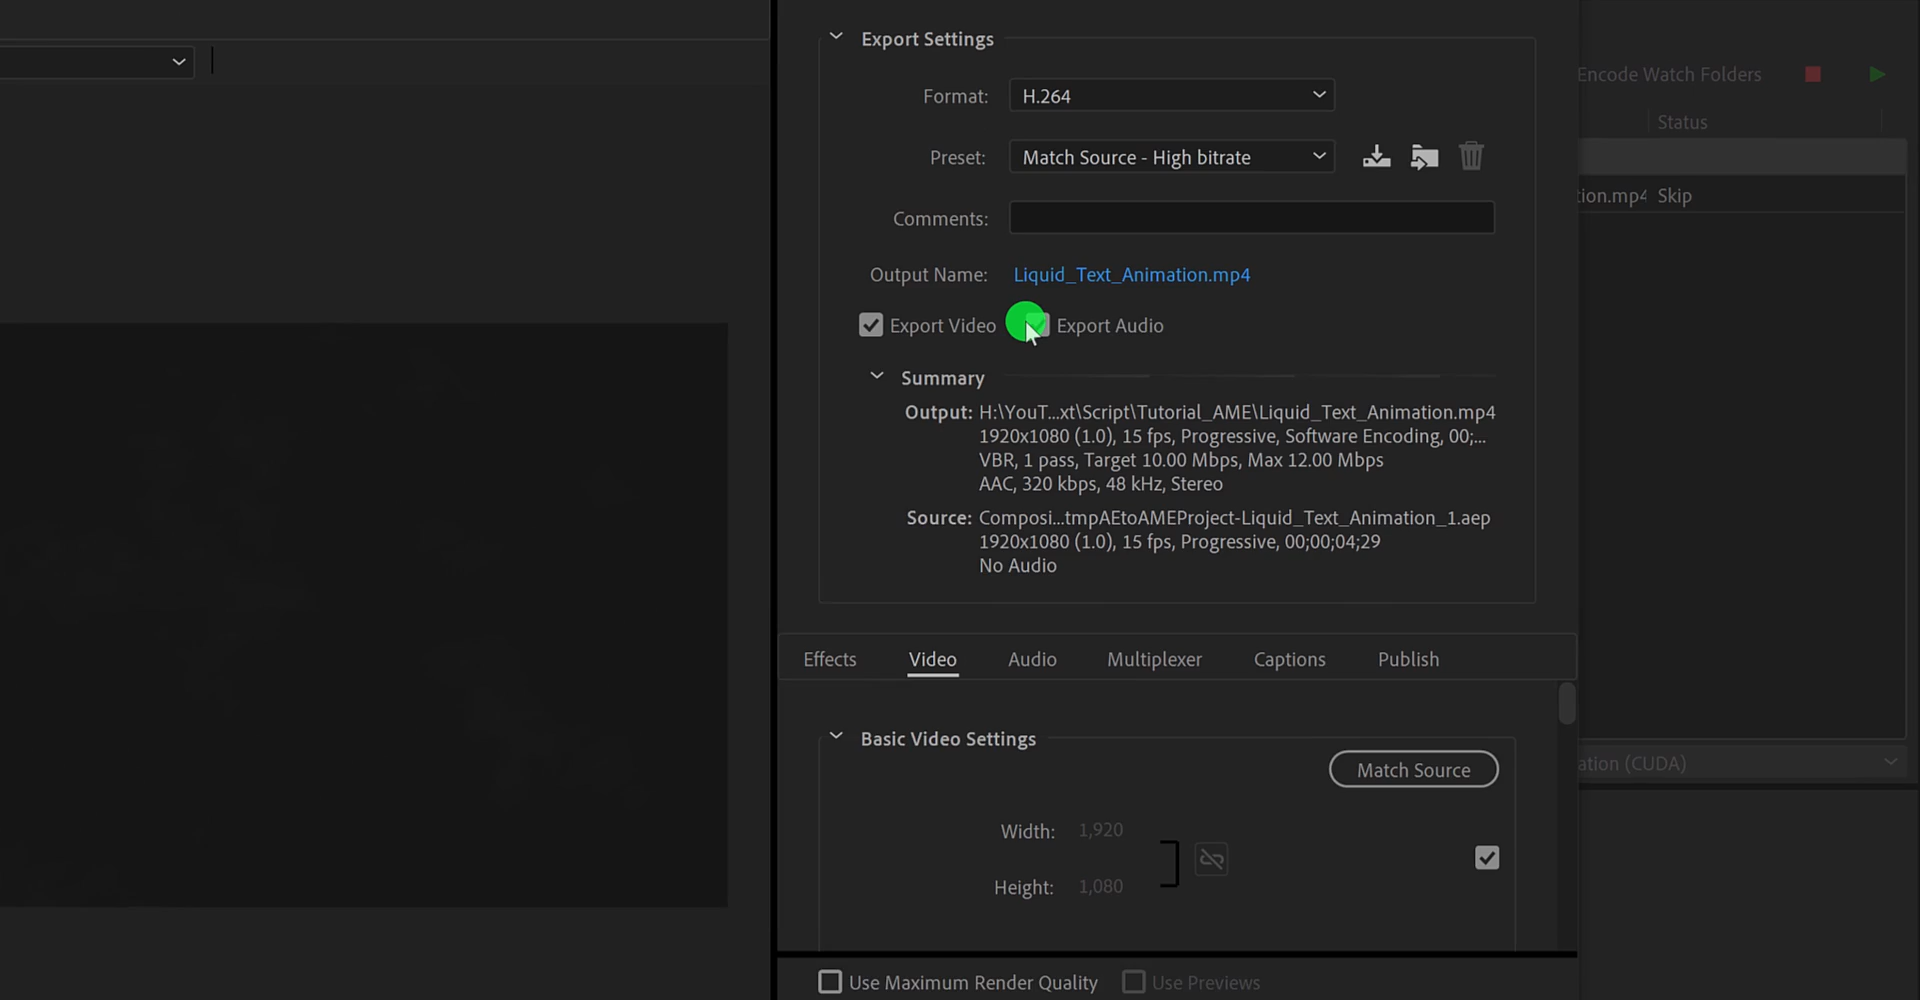 Export Settings
Format: H.264
Preset: Match Source - High bitrate
Comments:
Output Name: Liquid_Text_Animation.mp4
Export Video Export Audio
Summary
Output: H:\YouT...xt\Script\Tutorial_AME\Liquid_Text_Animation.mp4
1920x1080 (1.0), 15 fps, Progressive, Software Encoding, 00;...
VBR, 1 pass, Target 10.00 Mbps, Max 12.00 Mbps
AAC, 320 kbps, 48 kHz, Stereo
Source: Composi...tmpAEtoAMEProject-Liquid_Text_Animation_1.aep
1920x1080 (1.0), 15 fps, Progressive, 00;00;04;29
No Audio
Effects Video Audio Multiplexer Captions Publish
Basic Video Settings
Match Source
Width: 1,920
Height: 1,080
Use Maximum Render Quality Use Previews
Encode Watch Folders
Status
tion.mp4 Skip
ation (CUDA)